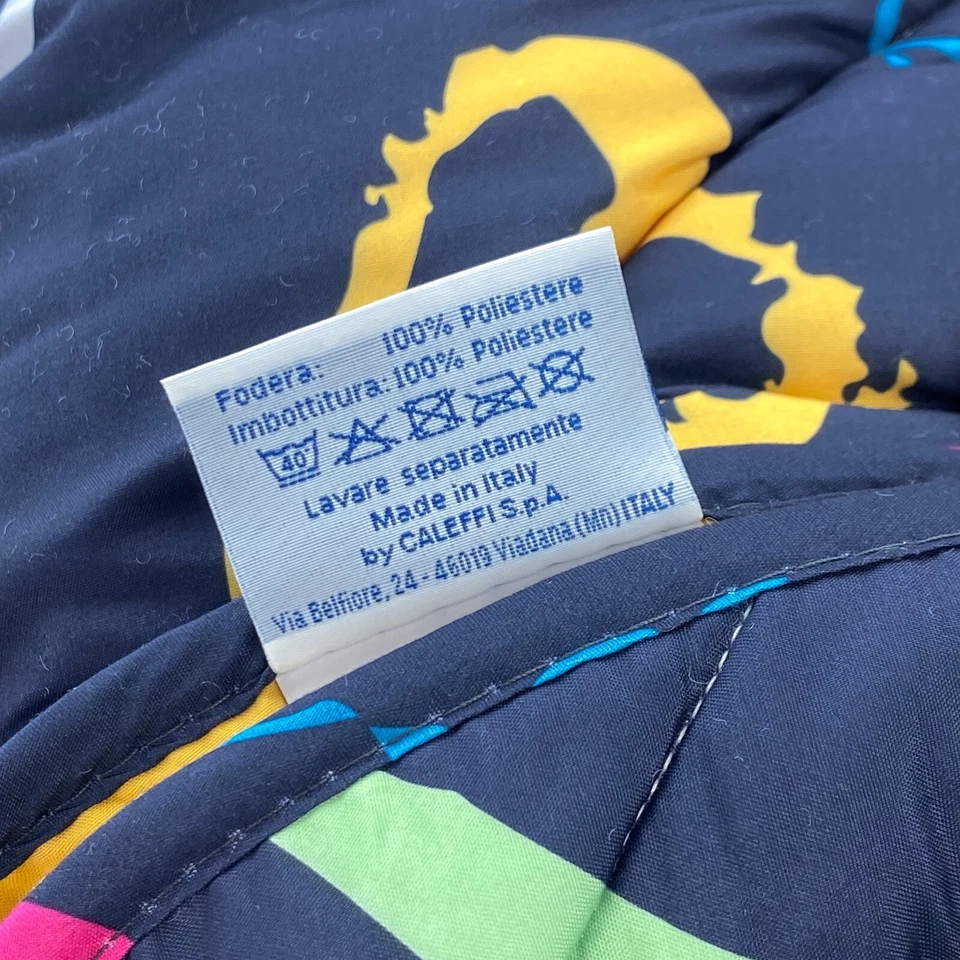 Fodera: 100% Poliestere
Imbottitura: 100% Poliestere
40°
Lavare separatamente
Made in Italy
by CALEFFI S.p.A.
Via Belfiore, 24 - 46019 Viadana (Mn) ITALY